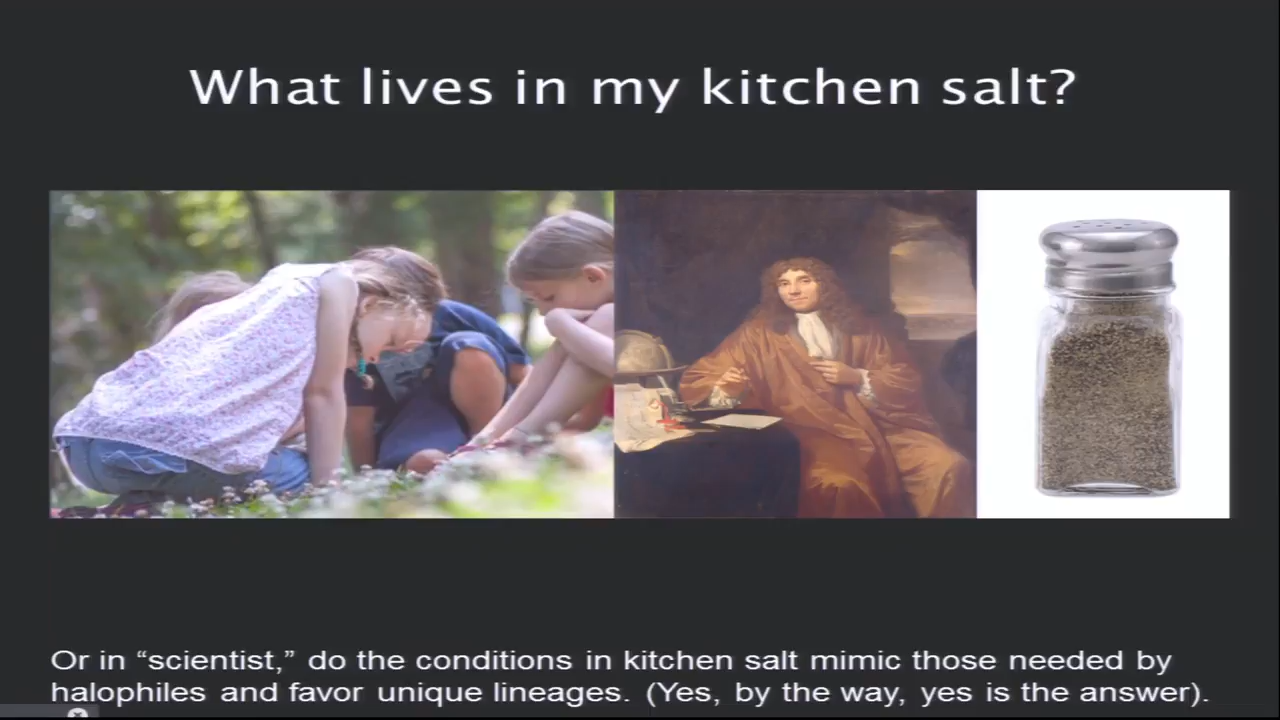 What lives in my kitchen salt?
Or in “scientist,” do the conditions in kitchen salt mimic those needed by
halophiles and favor unique lineages. (Yes, by the way, yes is the answer).